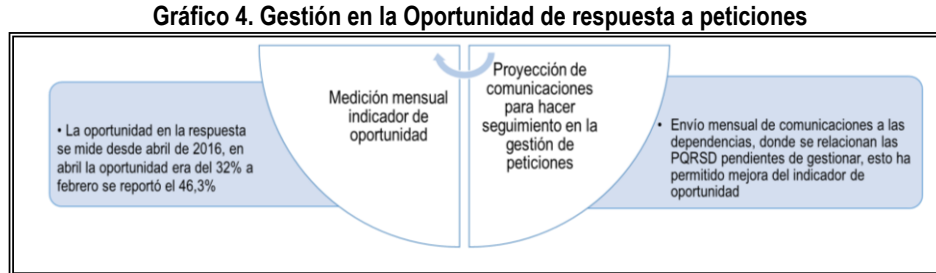 Gráfico 4. Gestión en la Oportunidad de respuesta a peticiones
• La oportunidad en la respuesta
se mide desde abril de 2016, en
abril la oportunidad era del 32% a
febrero se reportó el 46,3%
Medición mensual
indicador de
oportunidad
Proyección de
comunicaciones
para hacer
seguimiento en la
gestión de
peticiones
• Envío mensual de comunicaciones a las
dependencias, donde se relacionan las
PQRSD pendientes de gestionar, esto ha
permitido mejora del indicador de
oportunidad